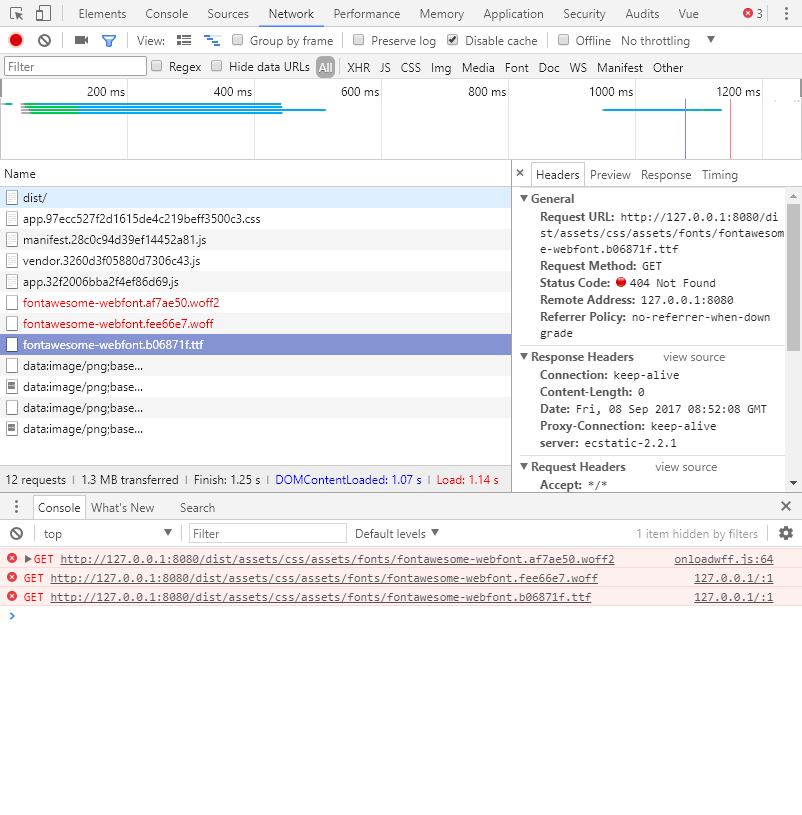 Elements Console Sources Network Performance Memory Application Security Audits Vue 3
View: Group by frame Preserve log Disable cache Offline No throttling
Filter Regex Hide data URLs All XHR JS CSS Img Media Font Doc WS Manifest Other
200 ms 400 ms 600 ms 800 ms 1000 ms 1200 ms
Name
dist/
app.97ecc527f2d1615de4c219beff3500c3.css
manifest.28c0c94d39ef14452a81.js
vendor.3260d3f05880d7306c43.js
app.32f2006bba2f4ef86d69.js
fontawesome-webfont.af7ae50.woff2
fontawesome-webfont.fee66e7.woff
fontawesome-webfont.b06871f.ttf
data:image/png;base...
data:image/png;base...
data:image/png;base...
data:image/png;base...
12 requests | 1.3 MB transferred | Finish: 1.25 s | DOMContentLoaded: 1.07 s | Load: 1.14 s
× Headers Preview Response Timing
General
Request URL: http://127.0.0.1:8080/di
st/assets/css/assets/fonts/fontawesom
e-webfont.b06871f.ttf
Request Method: GET
Status Code: 404 Not Found
Remote Address: 127.0.0.1:8080
Referrer Policy: no-referrer-when-down
grade
Response Headers view source
Connection: keep-alive
Content-Length: 0
Date: Fri, 08 Sep 2017 08:52:08 GMT
Proxy-Connection: keep-alive
server: ecstatic-2.2.1
Request Headers view source
Accept: */*
Console What's New Search
top Filter Default levels 1 item hidden by filters
GET http://127.0.0.1:8080/dist/assets/css/assets/fonts/fontawesome-webfont.af7ae50.woff2 onloadwff.js:64
GET http://127.0.0.1:8080/dist/assets/css/assets/fonts/fontawesome-webfont.fee66e7.woff 127.0.0.1/:1
GET http://127.0.0.1:8080/dist/assets/css/assets/fonts/fontawesome-webfont.b06871f.ttf 127.0.0.1/:1